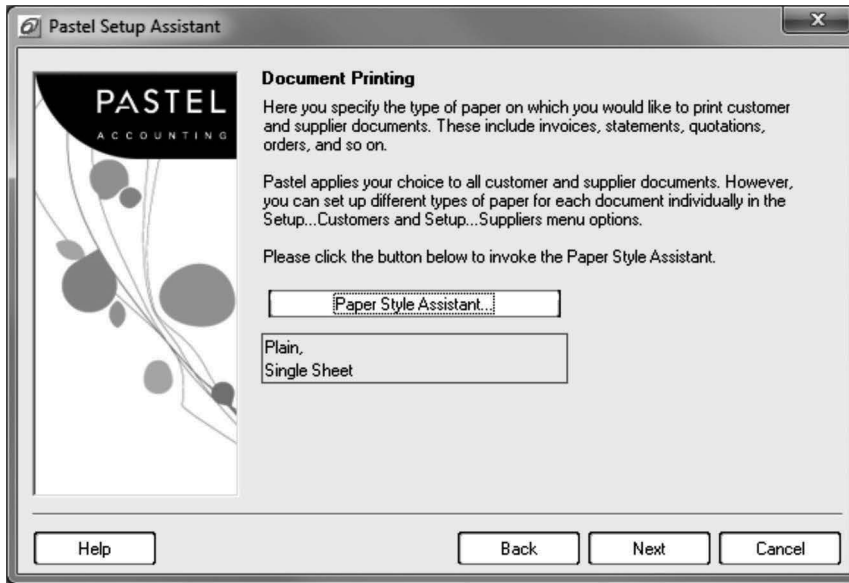 Pastel Setup Assistant
x
PASTEL
ACCOUNTING
Document Printing
Here you specify the type of paper on which you would like to print customer
and supplier documents. These include invoices, statements, quotations,
orders, and so on.
Pastel applies your choice to all customer and supplier documents. However,
you can set up different types of paper for each document individually in the
Setup...Customers and Setup...Suppliers menu options.
Please click the button below to invoke the Paper Style Assistant.
Paper Style Assistant...
Plain,
Single Sheet
Help
Back
Next
Cancel